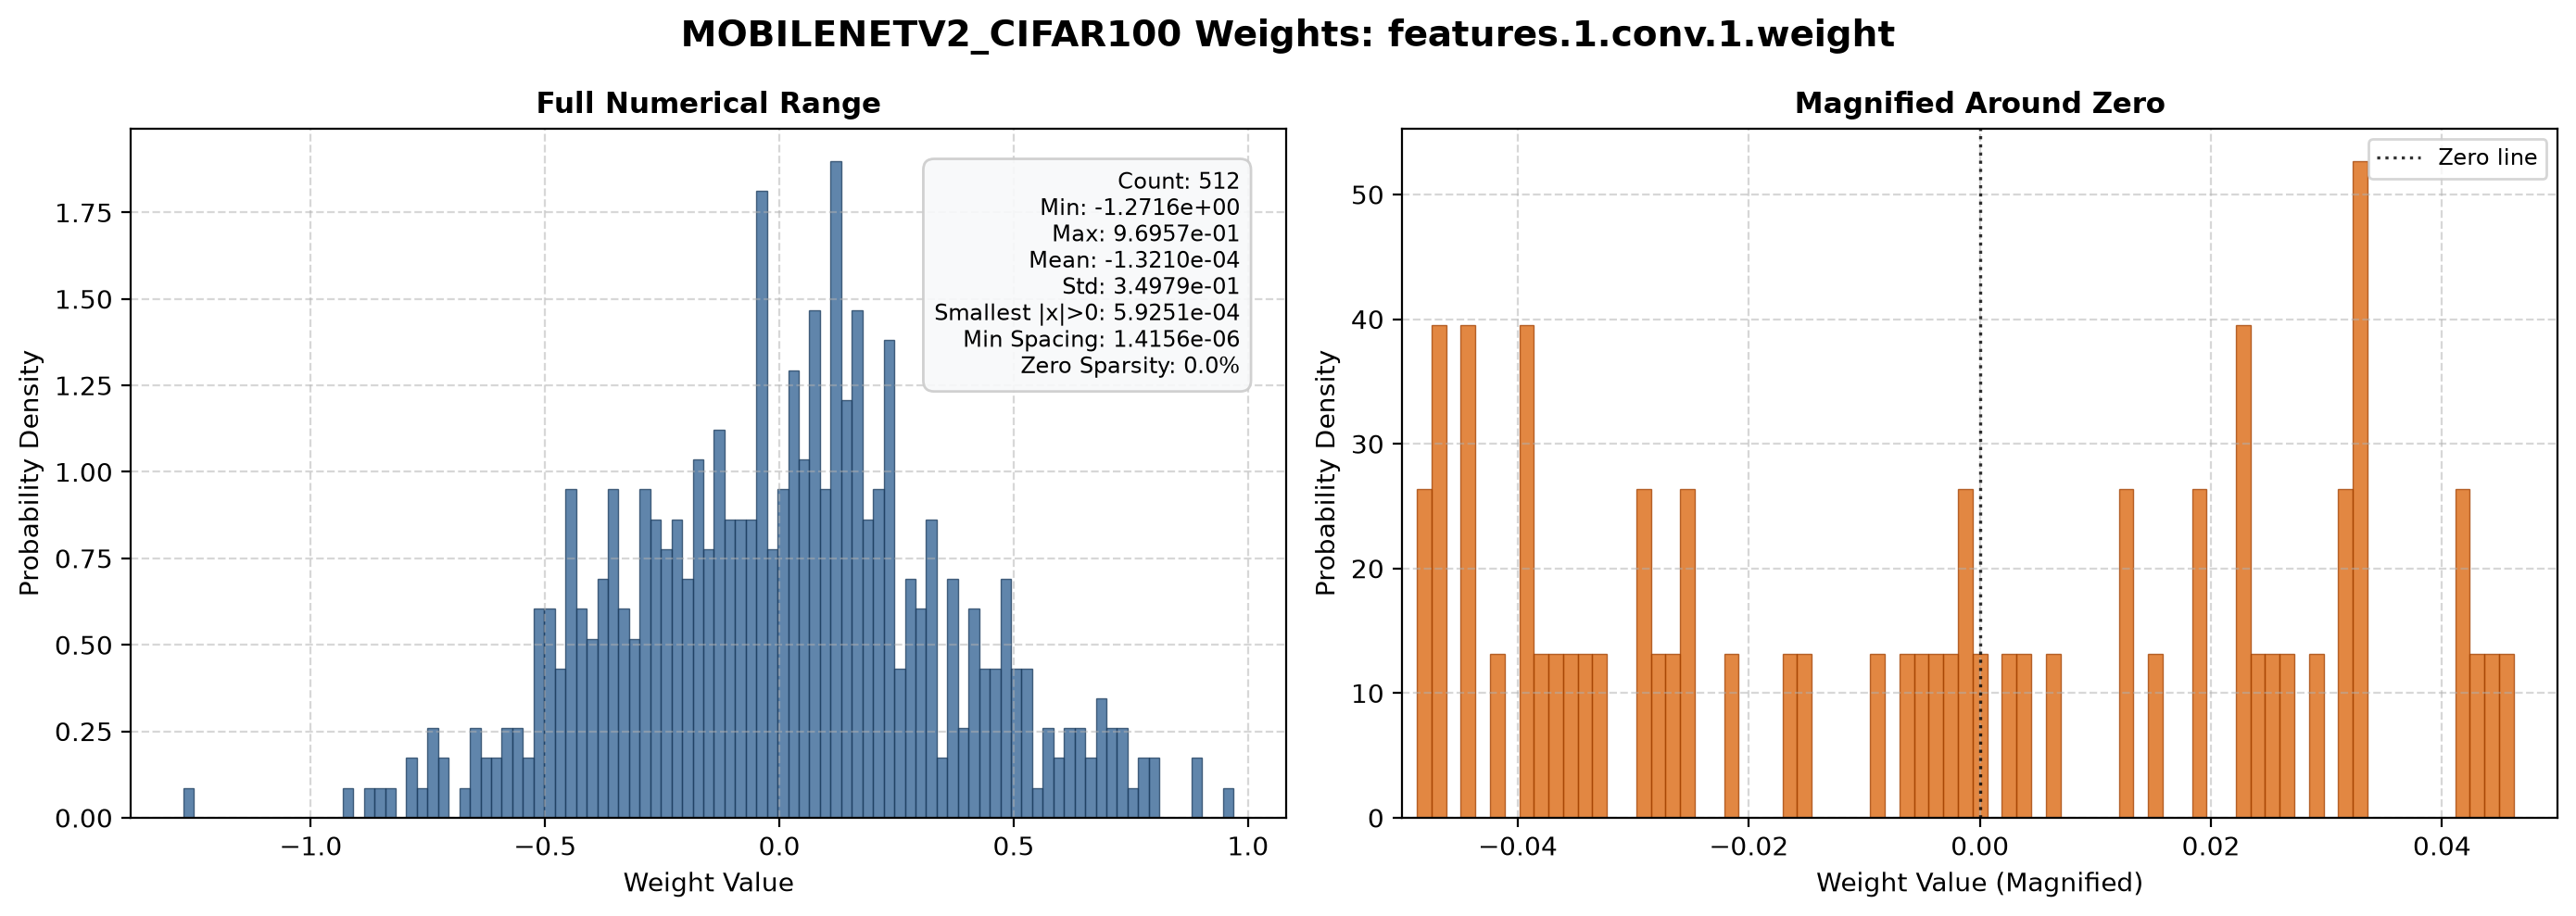 MOBILENETV2_CIFAR100 Weights: features.1.conv.1.weight
Full Numerical Range
Count: 512
Min: -1.2716e+00
Max: 9.6957e-01
Mean: -1.3210e-04
Std: 3.4979e-01
Smallest |x|>0: 5.9251e-04
Min Spacing: 1.4156e-06
Zero Sparsity: 0.0%
Probability Density
1.75
1.50
1.25
1.00
0.75
0.50
0.25
0.00
−1.0 −0.5 0.0 0.5 1.0
Weight Value
Magnified Around Zero
Zero line
Probability Density
50
40
30
20
10
0
−0.04 −0.02 0.00 0.02 0.04
Weight Value (Magnified)